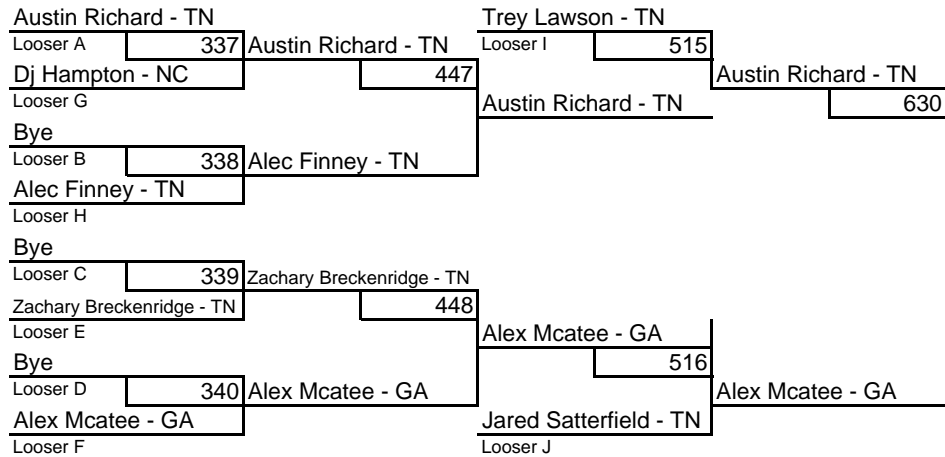 Austin Richard - TN
Trey Lawson - TN
Looser A 337 Austin Richard - TN
Looser I 515
Dj Hampton - NC 447
Austin Richard - TN
Looser G
Austin Richard - TN 630
Bye
Looser B 338 Alec Finney - TN
Alec Finney - TN
Looser H
Bye
Looser C 339 Zachary Breckenridge - TN
Zachary Breckenridge - TN 448
Looser E
Alex Mcatee - GA
Bye 516
Looser D 340 Alex Mcatee - GA
Alex Mcatee - GA
Alex Mcatee - GA
Jared Satterfield - TN
Looser F
Looser J